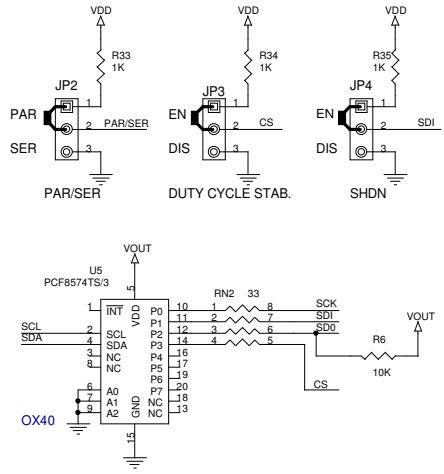 VDD VDD VDD
R33 1K R34 1K R35 1K
JP2 JP3 JP4
PAR 1 EN 1 EN 1
2 PAR/SER 2 CS 2 SDI
SER 3 DIS 3 DIS 3
PAR/SER DUTY CYCLE STAB. SHDN
VOUT
U5
PCF8574TS/3
5
1 INT VDD P0 10 1 RN2 33 8 SCK
P1 11 2 7 SDI
SCL 2 SCL P2 12 3 6 SD0
SDA 4 SDA P3 14 4 5
3 NC P4 16
8 NC P5 17
P6 19
6 A0 P7 20 CS
7 A1 NC 18
9 A2 NC 13
GND
15
OX40
R6
10K
VOUT